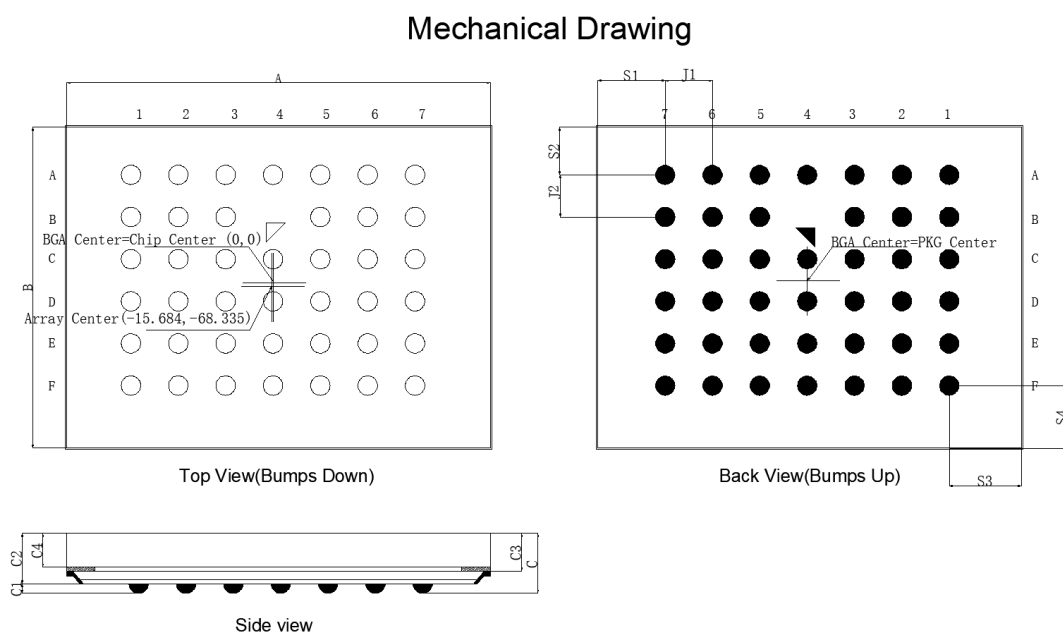 Mechanical Drawing
A
S1 J1
1 2 3 4 5 6 7
7 6 5 4 3 2 1
S2
A
A
J2
B
B
BGA Center=Chip Center (0,0)
BGA Center=PKG Center
C
C
B
D
D
Array Center(-15.684,-68.335)
E
E
F
F
S4
Top View(Bumps Down)
Back View(Bumps Up)
S3
C2
C4
C3
C
C1
Side view